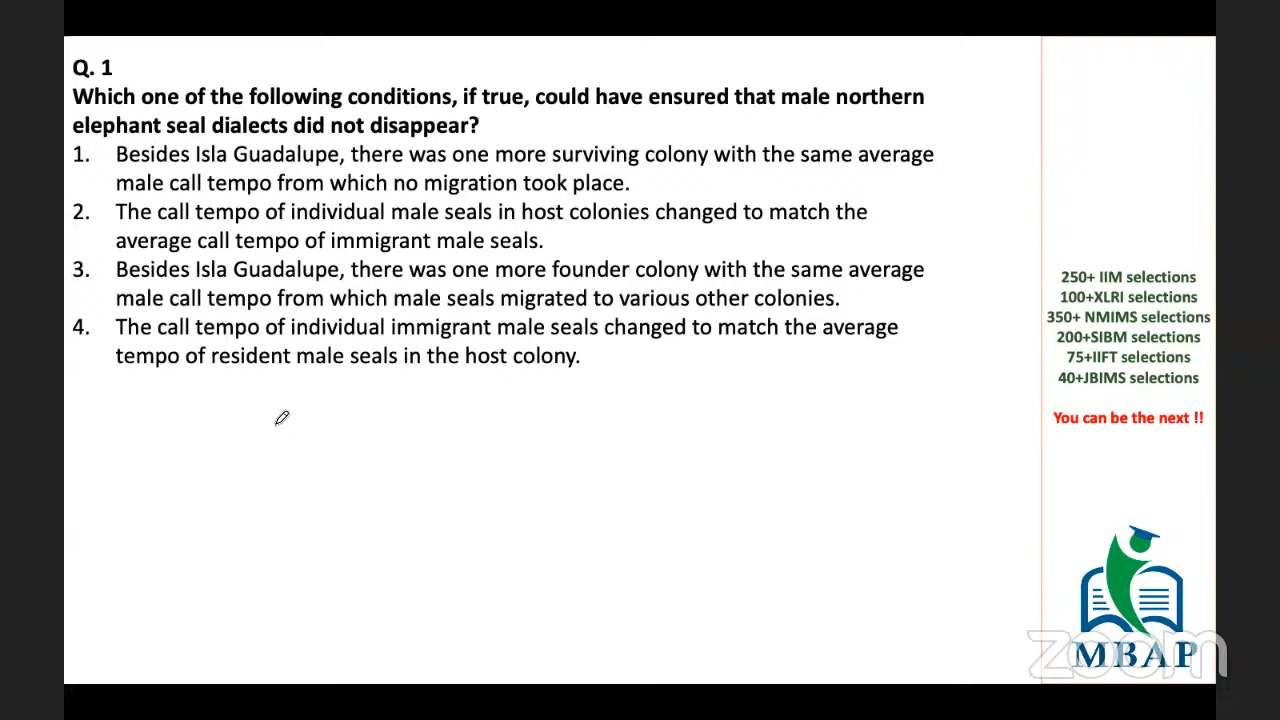 Q. 1
Which one of the following conditions, if true, could have ensured that male northern
elephant seal dialects did not disappear?
1. Besides Isla Guadalupe, there was one more surviving colony with the same average
male call tempo from which no migration took place.
2. The call tempo of individual male seals in host colonies changed to match the
average call tempo of immigrant male seals.
3. Besides Isla Guadalupe, there was one more founder colony with the same average
male call tempo from which male seals migrated to various other colonies.
4. The call tempo of individual immigrant male seals changed to match the average
tempo of resident male seals in the host colony.
250+ IIM selections
100+XLRI selections
350+ NMIMS selections
200+SIBM selections
75+IIFT selections
40+JBIMS selections
You can be the next !!
zoom
MBAP